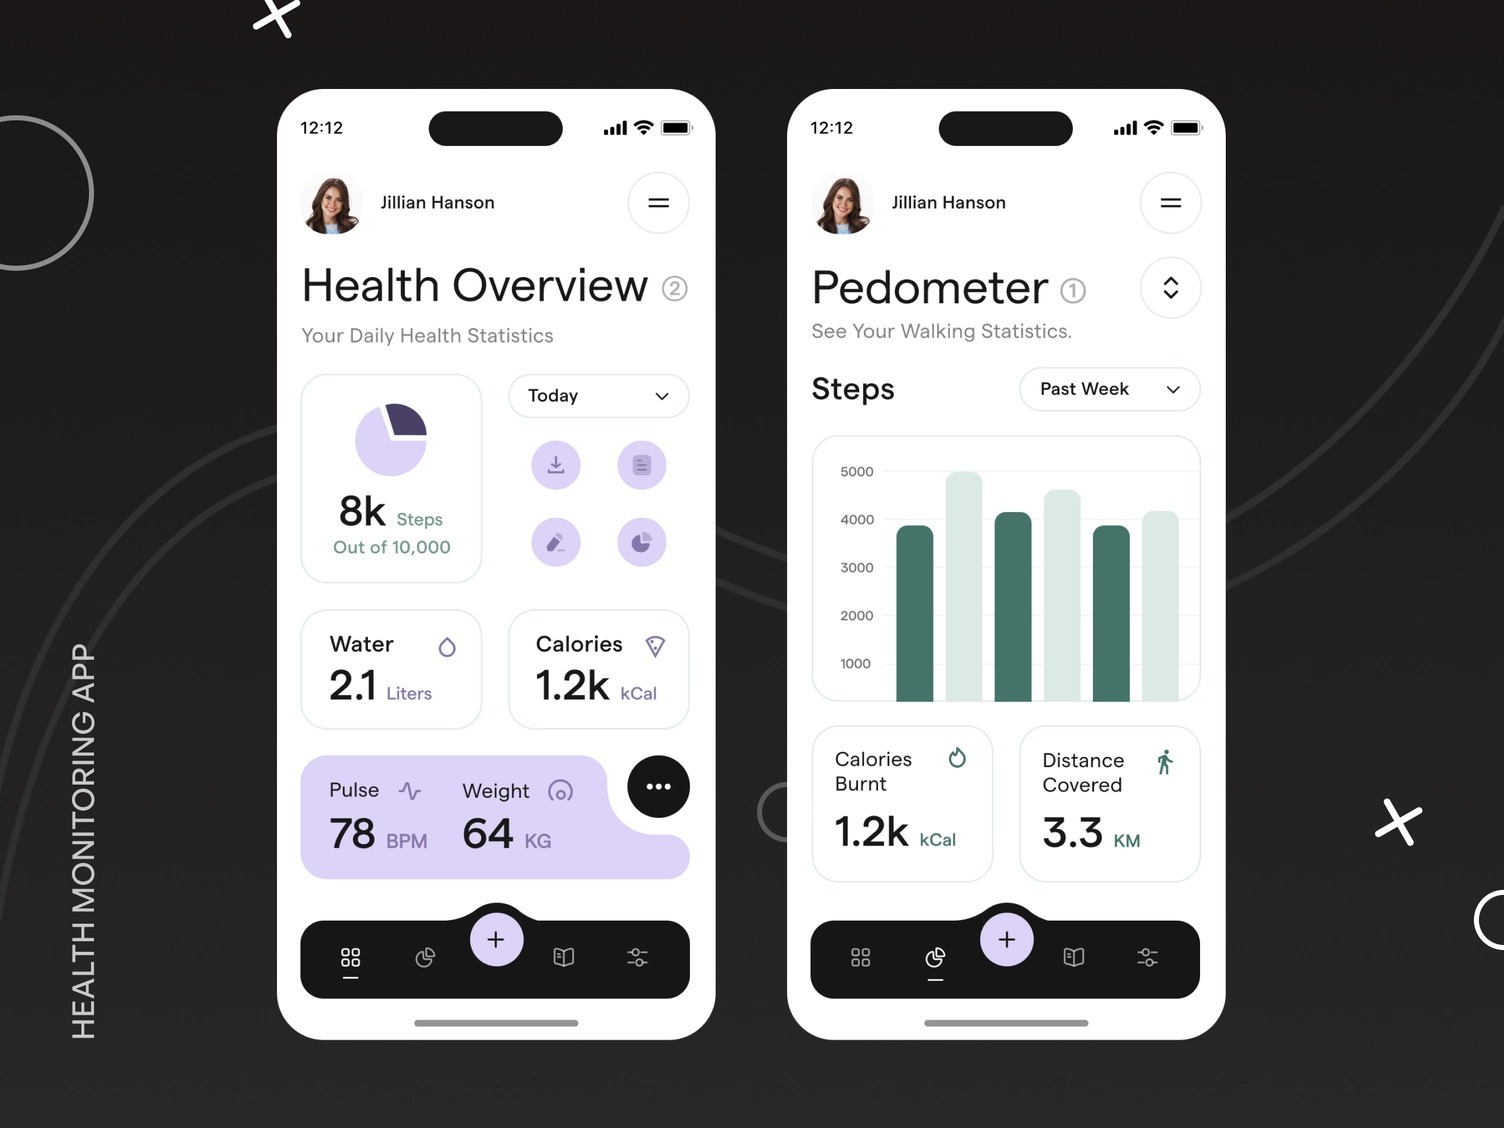 12:12
Jillian Hanson
Health Overview 2
Your Daily Health Statistics
Today
8k Steps
Out of 10,000
Water
2.1 Liters
Calories
1.2k kCal
Pulse
78 BPM
Weight
64 KG
12:12
Jillian Hanson
Pedometer 1
See Your Walking Statistics.
Steps
Past Week
5000
4000
3000
2000
1000
Calories
Burnt
1.2k kCal
Distance
Covered
3.3 KM
HEALTH MONITORING APP